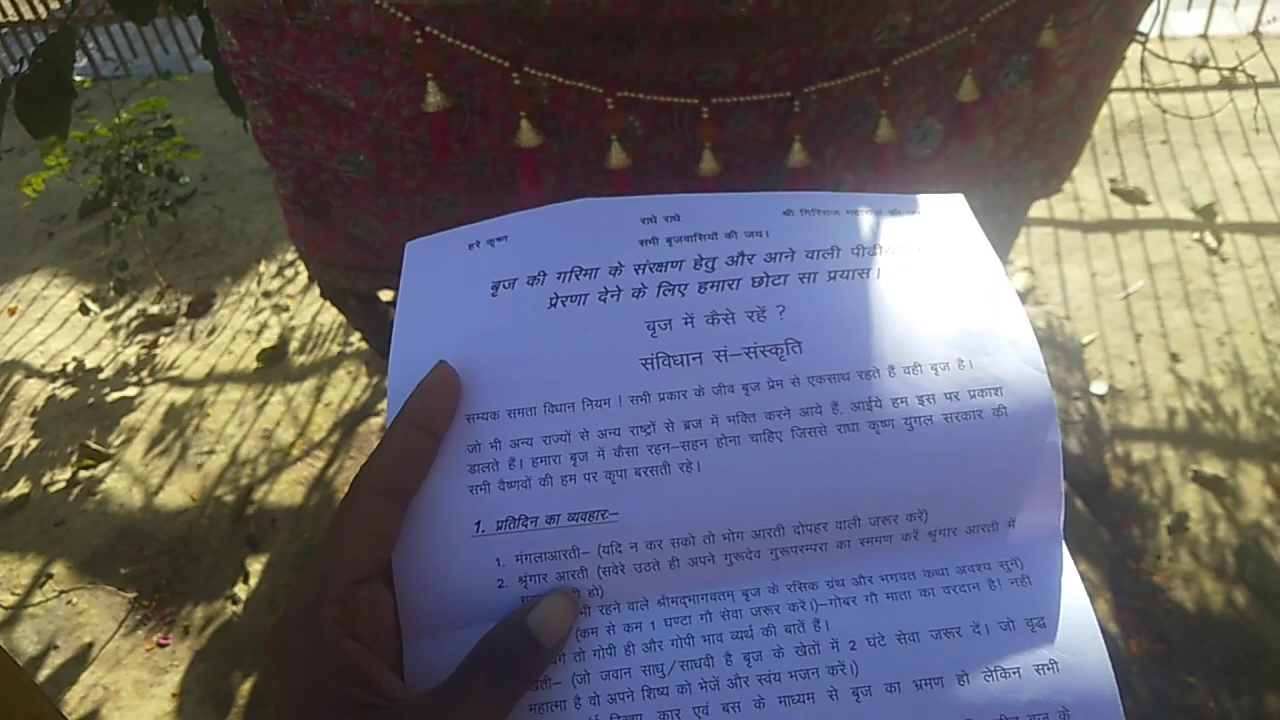 राधे राधे
श्री गिरिराज महाराज की
हरे कृष्ण
सभी बृजवासियों की जय।
बृज की गरिमा के संरक्षण हेतु और आने वाली पीढ़ी
प्रेरणा देने के लिए हमारा छोटा सा प्रयास।
बृज में कैसे रहें ?
संविधान सं–संस्कृति
सम्यक समता विधान नियम ! सभी प्रकार के जीव बृज प्रेम से एकसाथ रहते हैं वही बृज है।
जो भी अन्य राज्यों से अन्य राष्ट्रों से ब्रज में भक्ति करने आये हैं, आईये हम इस पर प्रकाश
डालते हैं। हमारा बृज में कैसा रहन–सहन होना चाहिए जिससे राधा कृष्ण युगल सरकार की
सभी वैष्णवों की हम पर कृपा बरसती रहे।
1. प्रतिदिन का व्यवहारः–
1. मंगलाआरती– (यदि न कर सको तो भोग आरती दोपहर वाली जरूर करें)
2. श्रृंगार आरती (सवेरे उठते ही अपने गुरूदेव गुरूपरम्परा का स्ममण करें श्रृंगार आरती में
ही हो)
भी रहने वाले श्रीमद्भागवतम् बृज के रसिक ग्रंथ और भगवत कथा अवश्य सुनें)
(कम से कम 1 घण्टा गौ सेवा जरूर करें।)–गोबर गौ माता का वरदान है! नहीं
तो गोपी ही और गोपी भाव व्यर्थ की बातें हैं।
(जो जवान साधु/साधवी है बृज के खेतों में 2 घंटे सेवा जरूर दें। जो वृद्ध
महात्मा है वो अपने शिष्य को भेजें और स्वंय भजन करें।)
कार एवं बस के माध्यम से बृज का भ्रमण हो लेकिन सभी
बृज के